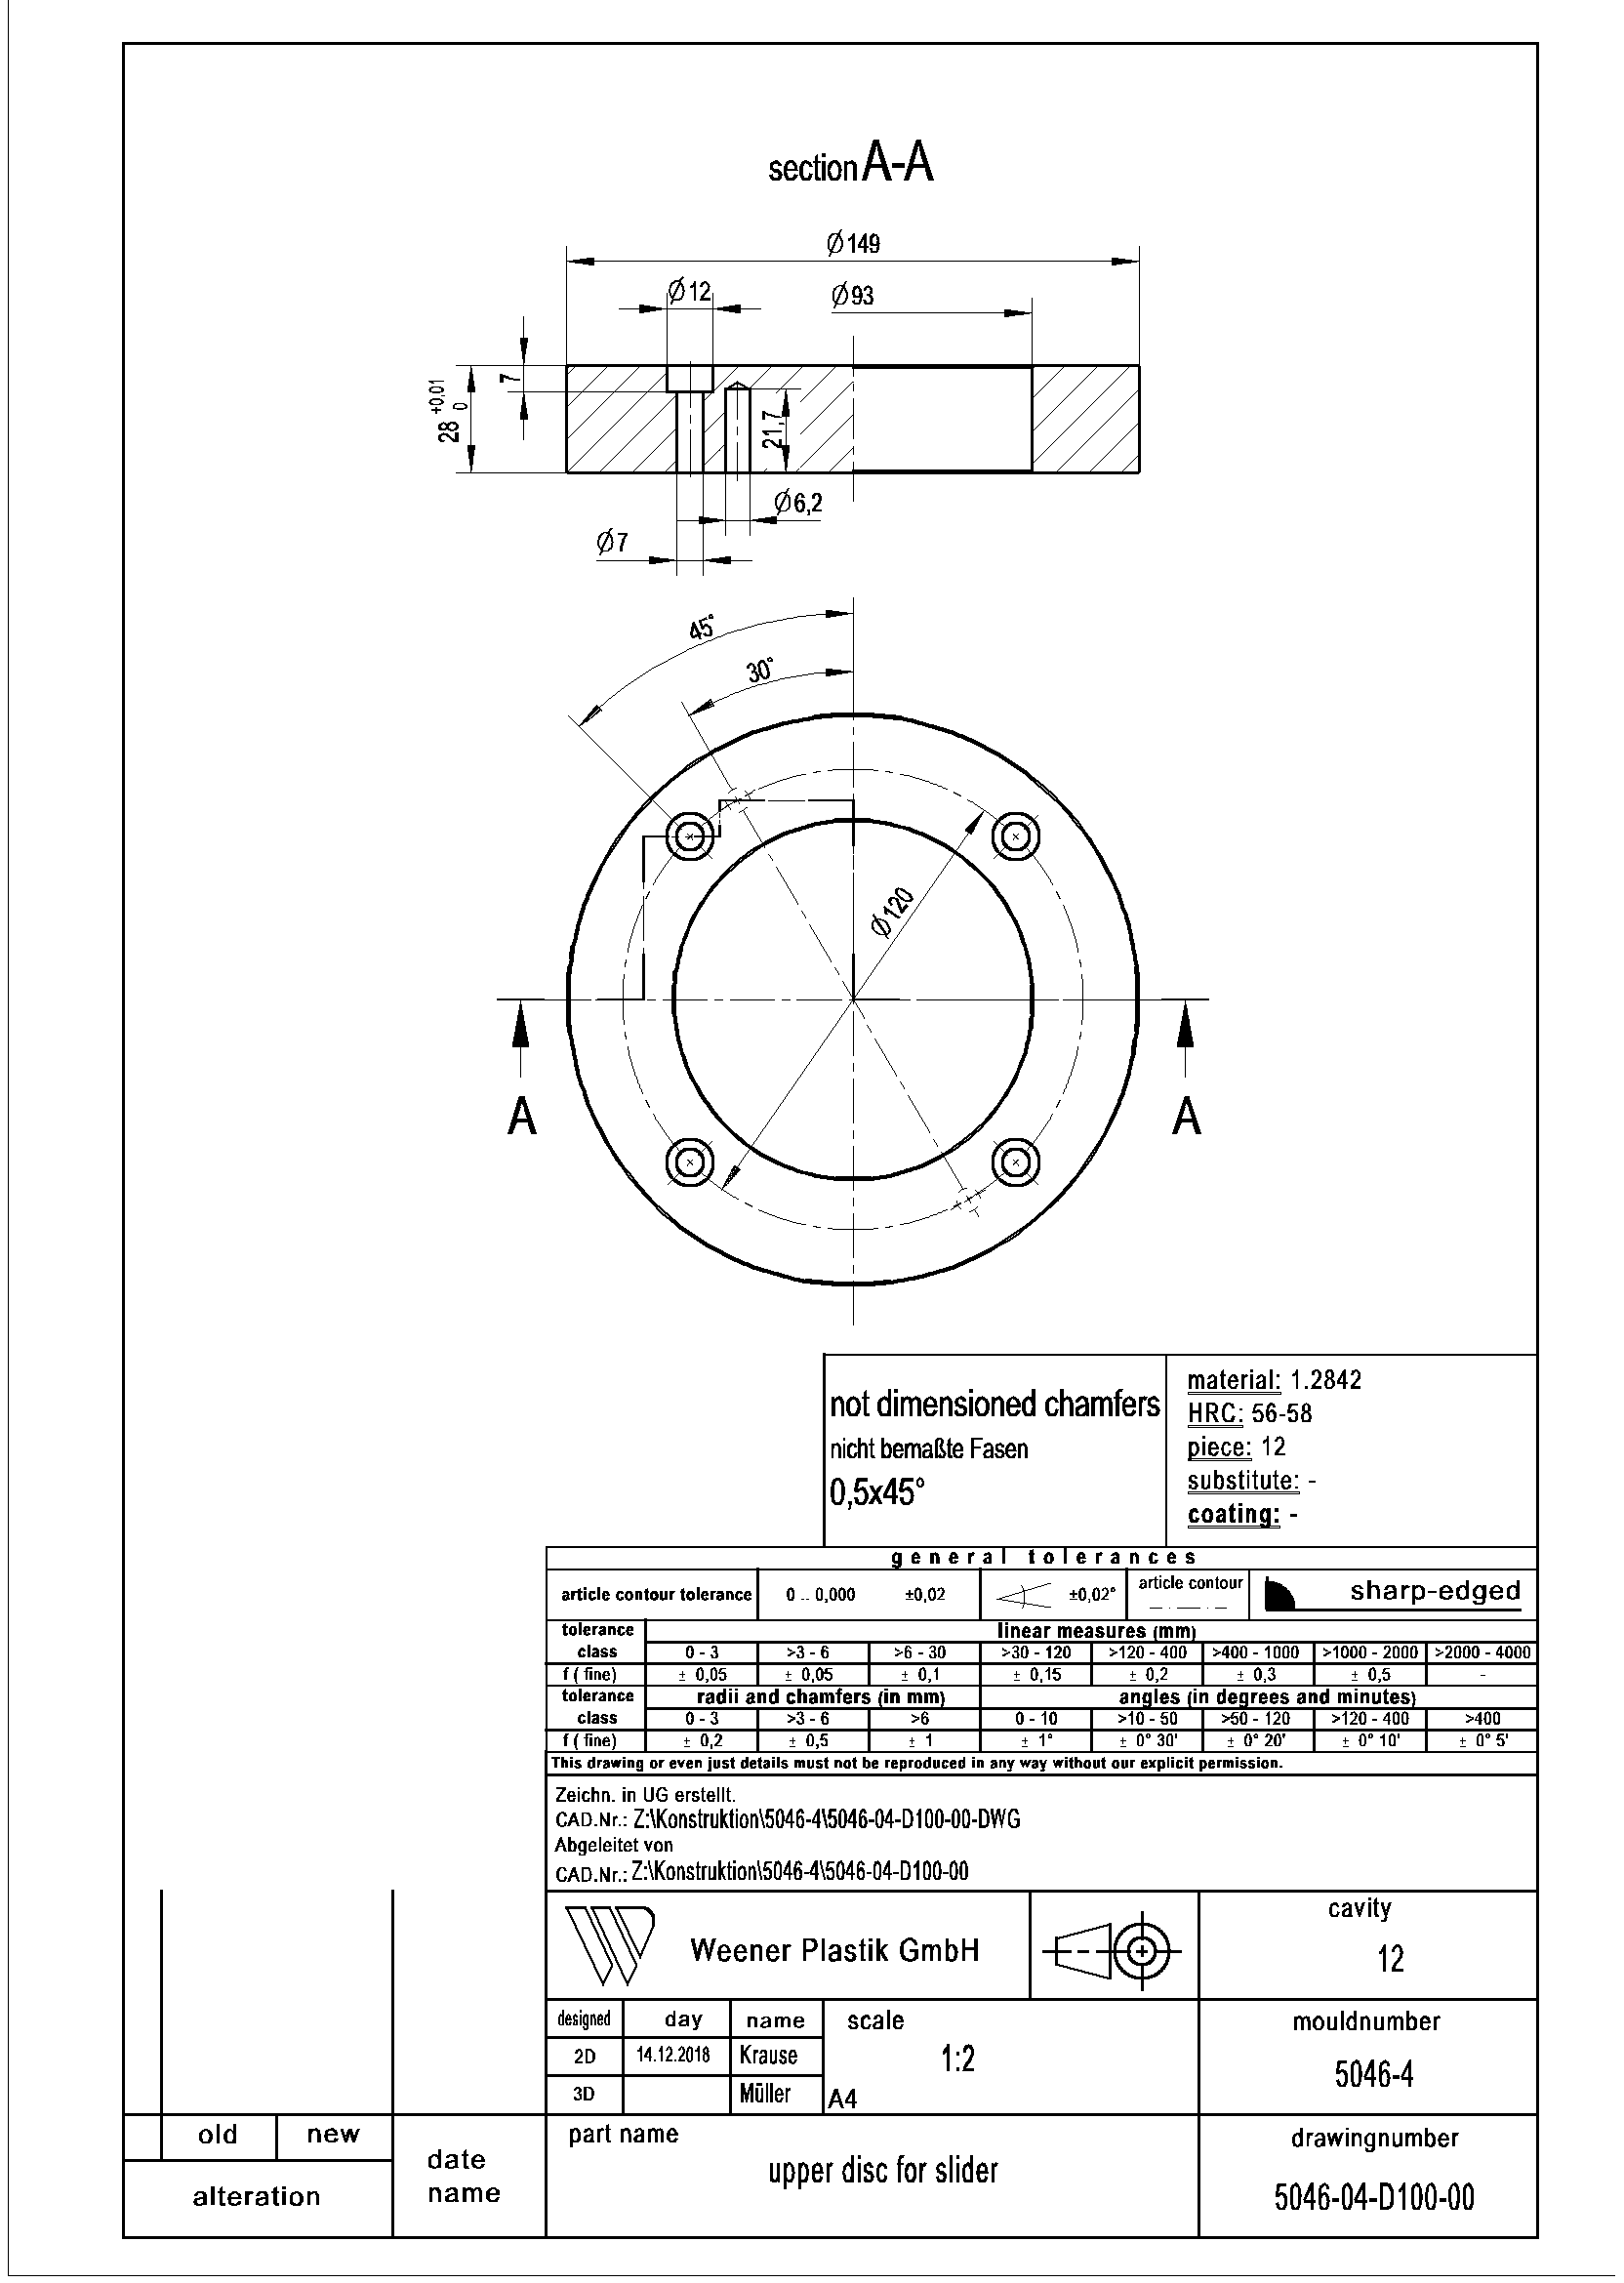 section A-A
Ø149
Ø12
Ø93
7
28 +0,01 0
21,7
Ø6,2
Ø7
45°
30°
Ø120
A
A
not dimensioned chamfers
nicht bemaßte Fasen
0,5x45°
material: 1.2842
HRC: 56-58
piece: 12
substitute: -
coating: -
general tolerances
article contour tolerance 0 .. 0,000 ±0,02 ±0,02° article contour sharp-edged
tolerance class linear measures (mm)
0 - 3 >3 - 6 >6 - 30 >30 - 120 >120 - 400 >400 - 1000 >1000 - 2000 >2000 - 4000
f ( fine) ± 0,05 ± 0,05 ± 0,1 ± 0,15 ± 0,2 ± 0,3 ± 0,5 -
tolerance class radii and chamfers (in mm) angles (in degrees and minutes)
0 - 3 >3 - 6 >6 0 - 10 >10 - 50 >50 - 120 >120 - 400 >400
f ( fine) ± 0,2 ± 0,5 ± 1 ± 1° ± 0° 30' ± 0° 20' ± 0° 10' ± 0° 5'
This drawing or even just details must not be reproduced in any way without our explicit permission.
Zeichn. in UG erstellt.
CAD.Nr.: Z:\Konstruktion\5046-4\5046-04-D100-00-DWG
Abgeleitet von
CAD.Nr.: Z:\Konstruktion\5046-4\5046-04-D100-00
Weener Plastik GmbH
cavity
12
designed day name
2D 14.12.2018 Krause
3D Müller
scale
1:2
A4
mouldnumber
5046-4
old new
alteration
date
name
part name
upper disc for slider
drawingnumber
5046-04-D100-00